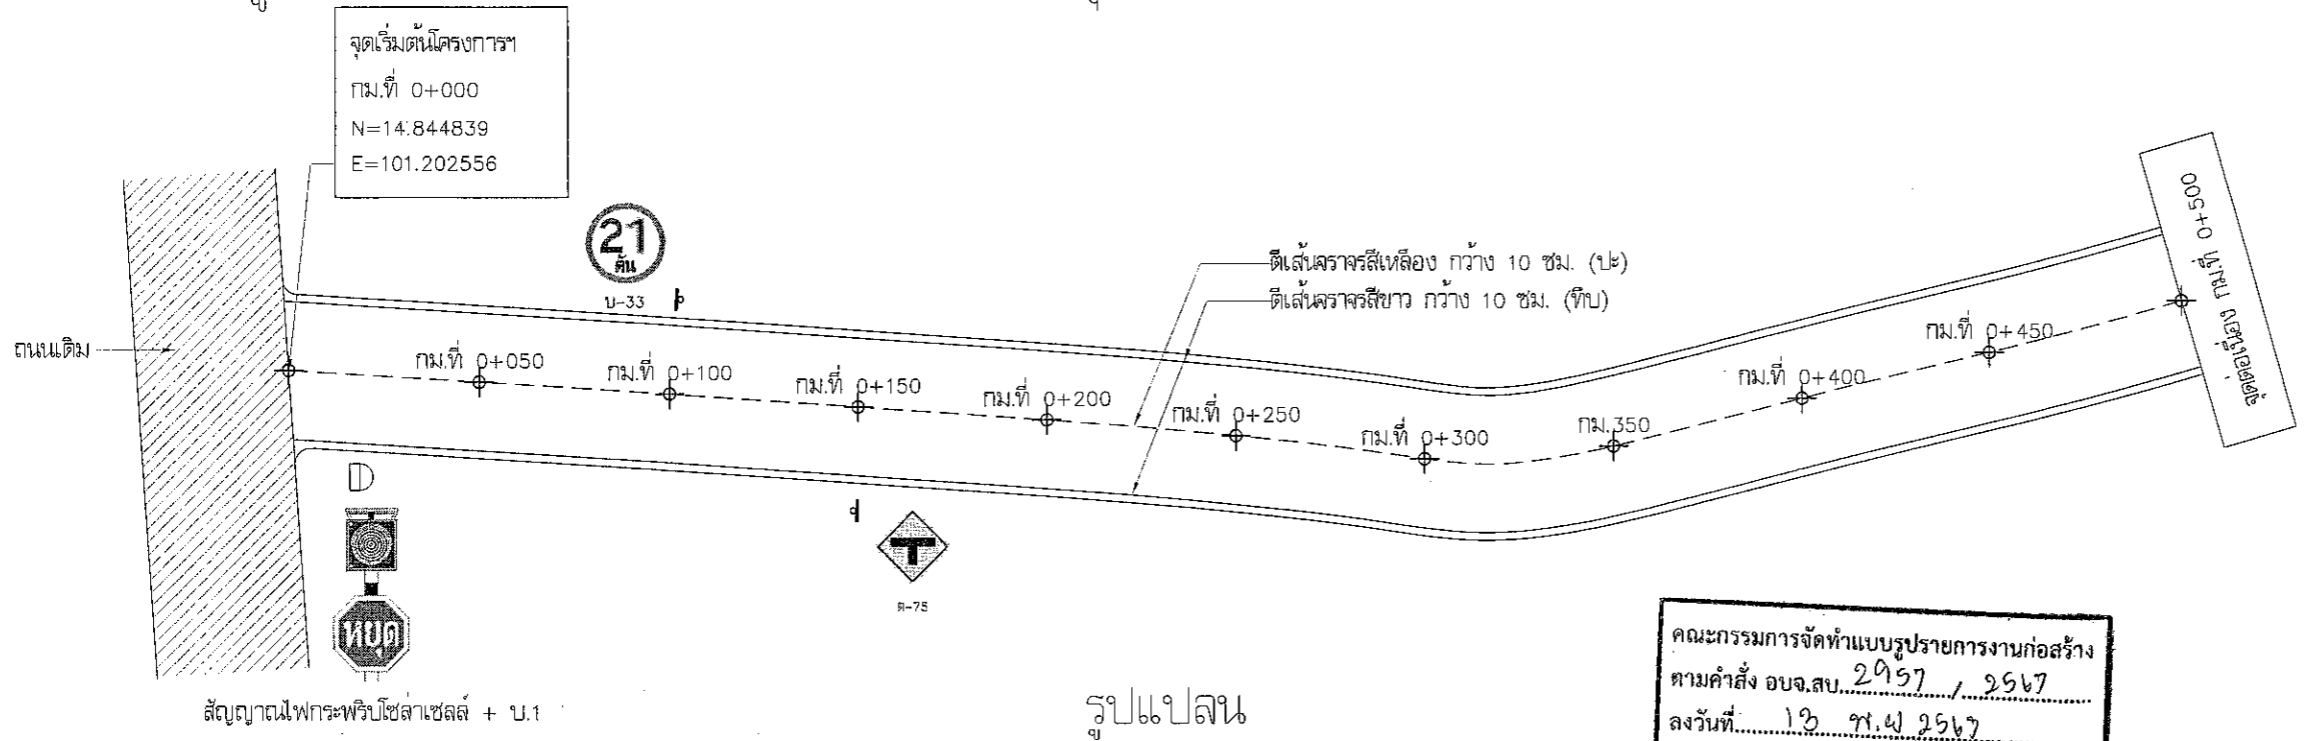 จุดเริ่มต้นโครงการฯ
กม.ที่ 0+000
N=14.844839
E=101.202556
21
ตัน
บ-33
ตีเส้นจราจรสีเหลือง กว้าง 10 ซม. (ปะ)
ตีเส้นจราจรสีขาว กว้าง 10 ซม. (ทึบ)
จุดต่อเนื่อง กม.ที่ 0+500
ถนนเดิม
กม.ที่ 0+050
กม.ที่ 0+100
กม.ที่ 0+150
กม.ที่ 0+200
กม.ที่ 0+250
กม.ที่ 0+300
กม.350
กม.ที่ 0+400
กม.ที่ 0+450
หยุด
ต-75
สัญญาณไฟกระพริบโซล่าเซลล์ + บ.1
รูปแปลน
คณะกรรมการจัดทำแบบรูปรายการงานก่อสร้าง
ตามคำสั่ง อบจ.สบ. 2957 / 2567
ลงวันที่ 13 พ.ย 2567